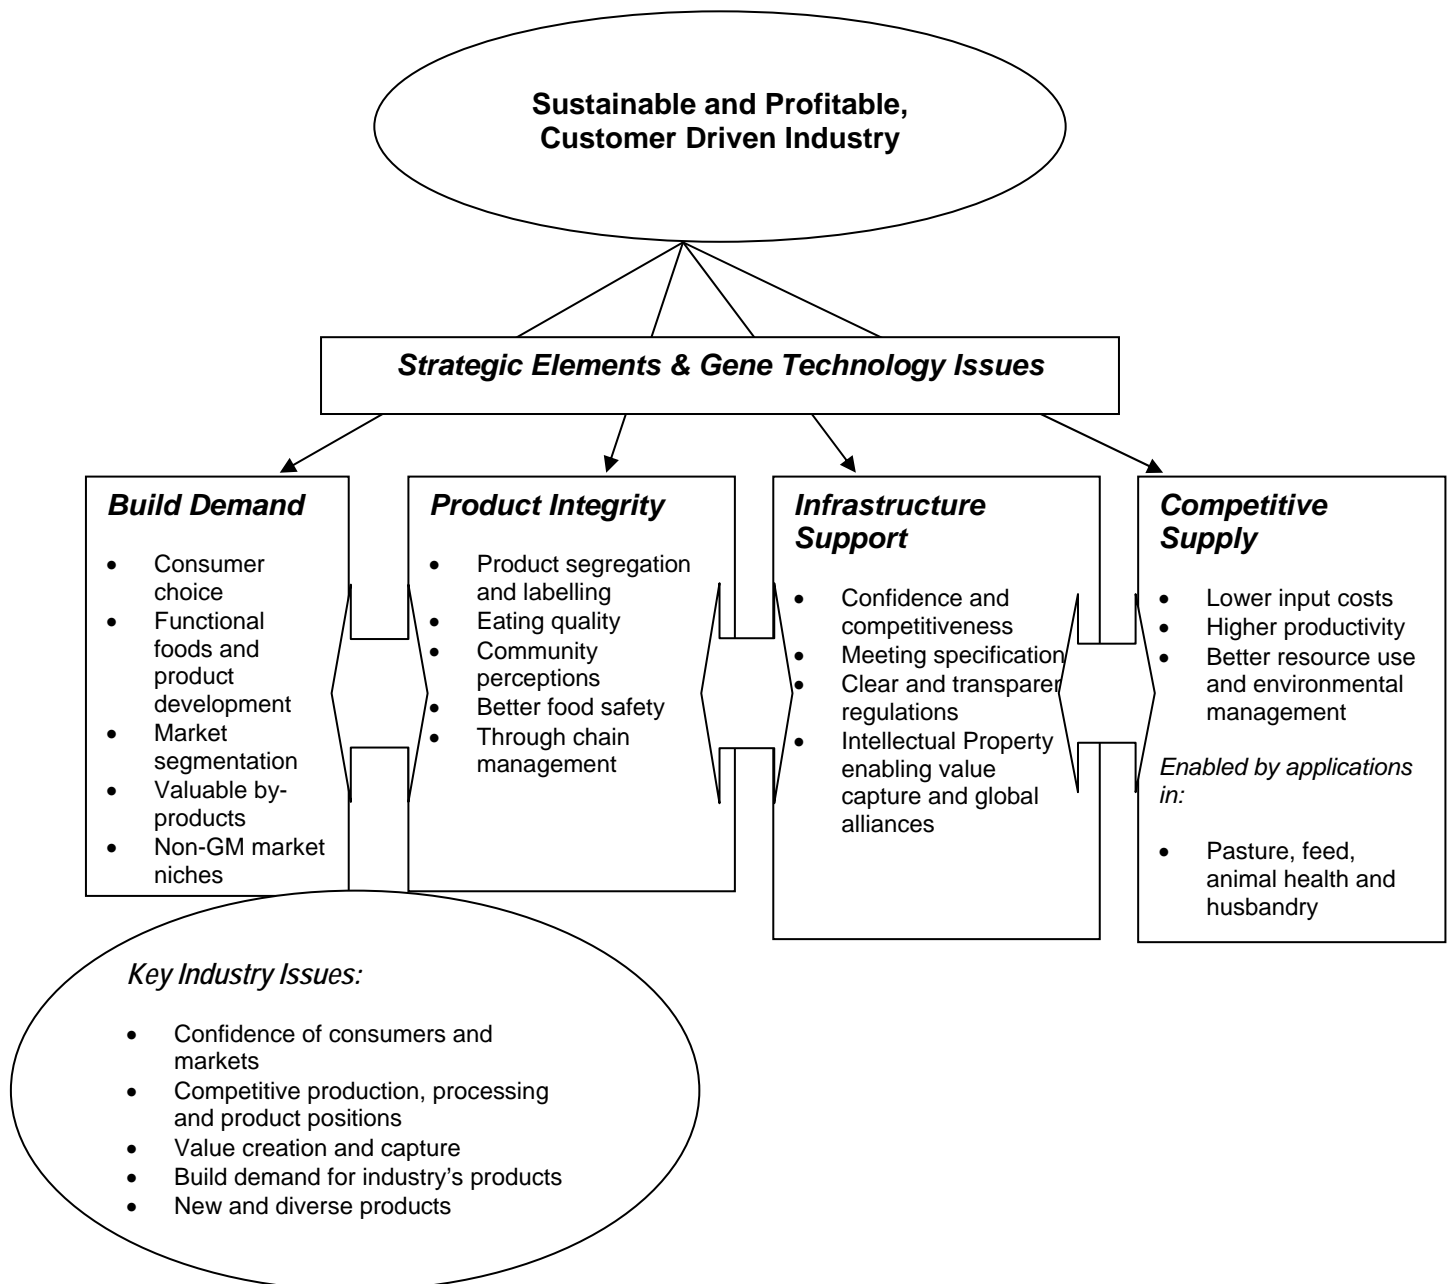 Sustainable and Profitable,
Customer Driven Industry
Strategic Elements & Gene Technology Issues
Build Demand
• Consumer
choice
• Functional
foods and
product
development
• Market
segmentation
• Valuable by-
products
• Non-GM market
niches
Product Integrity
• Product segregation
and labelling
• Eating quality
• Community
perceptions
• Better food safety
• Through chain
management
Infrastructure
Support
• Confidence and
competitiveness
• Meeting specification
• Clear and
regulations
• Intellectual Property
enabling value
capture and global
alliances
Competitive
Supply
• Lower input costs
• Higher productivity
• Better resource use
and environmental
management
Enabled by applications
in:
• Pasture, feed,
animal health and
husbandry
Key Industry Issues:
• Confidence of consumers and
markets
• Competitive production, processing
and product positions
• Value creation and capture
• Build demand for industry’s products
• New and diverse products